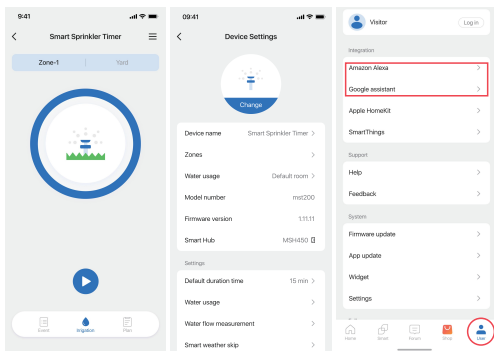 9:41
Smart Sprinkler Timer
Zone-1
Yard
Event
Irrigation
Plan
09:41
Device Settings
Change
Device name Smart Sprinkler Timer
Zones
Water usage Default room
Model number mst200
Firmware version 1.11.11
Smart Hub MSH450
Settings
Default duration time 15 min
Water usage
Water flow measurement
Smart weather skip
Visitor
Log in
Integration
Amazon Alexa
Google assistant
Apple HomeKit
SmartThings
Support
Help
Feedback
System
Firmware update
App update
Widget
Settings
Home
Smart
Shop
User